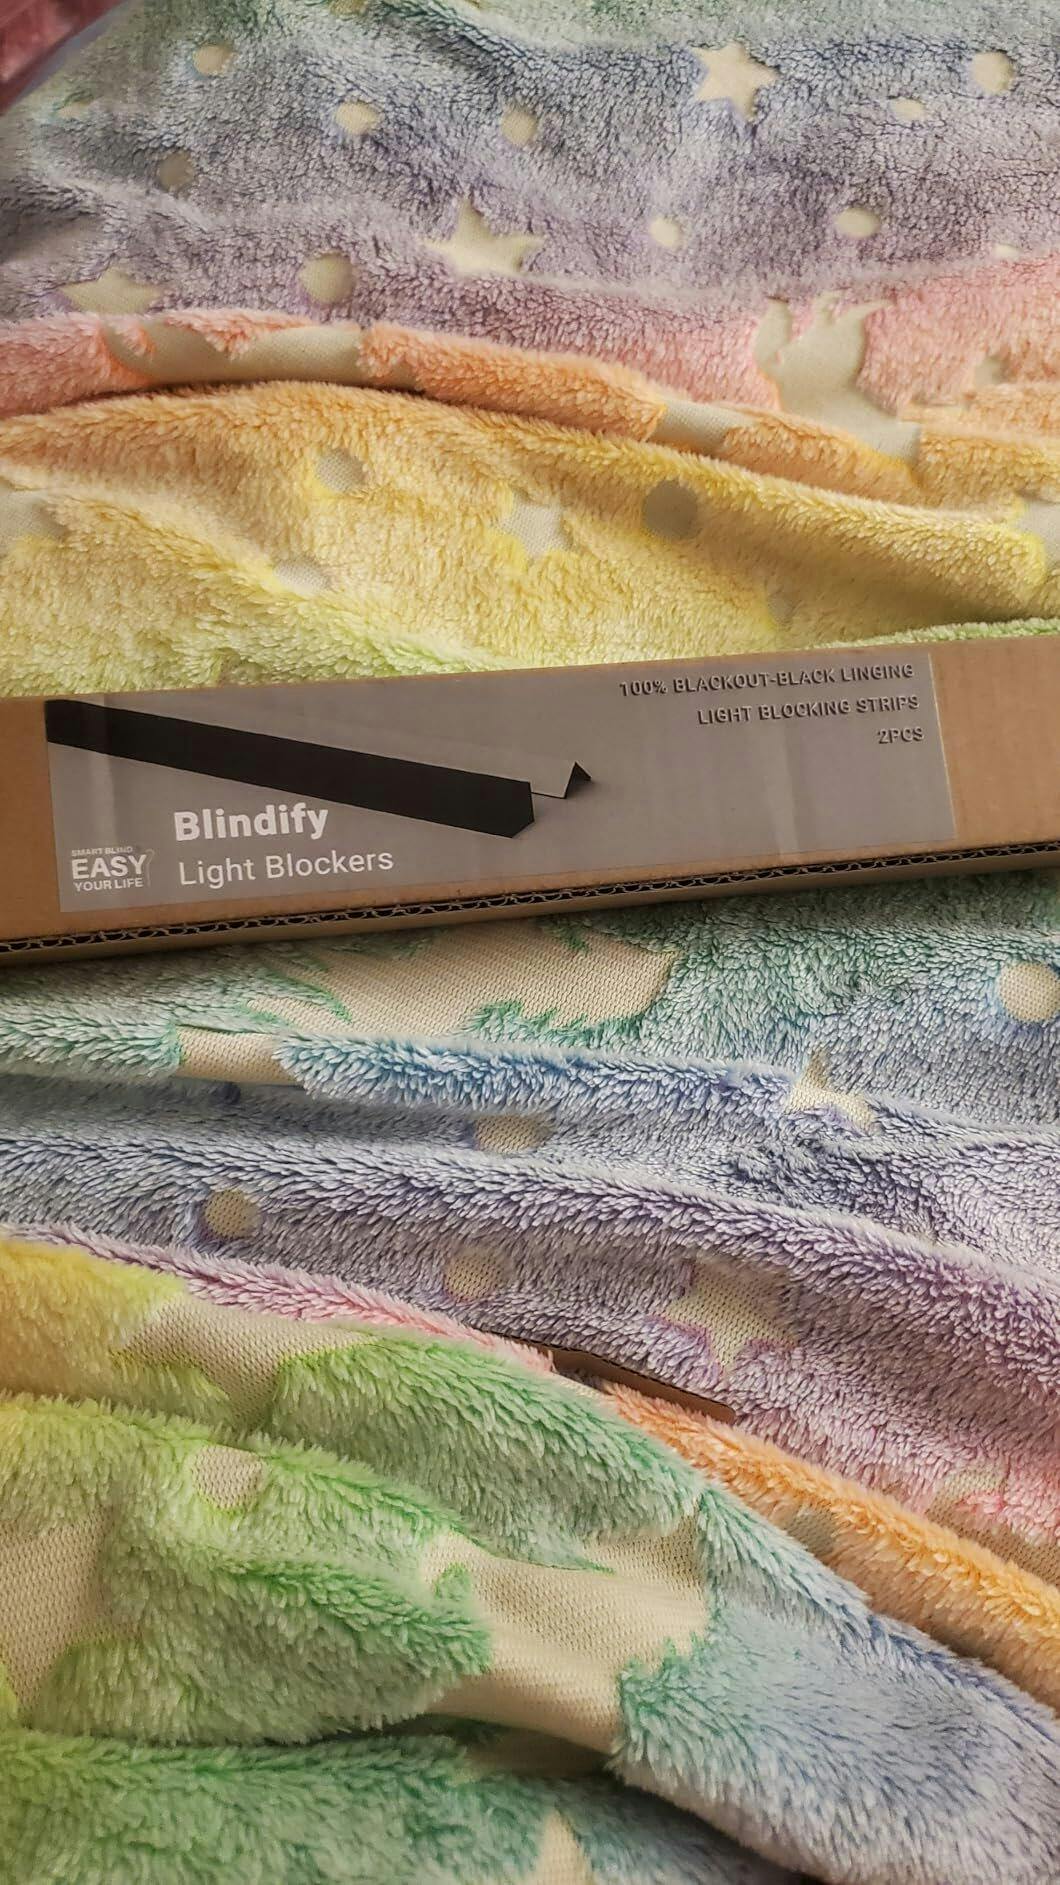 100% BLACKOUT-BLACK LINGING
LIGHT BLOCKING STRIPS
2PCS
Blindify
Light Blockers
SMART BLIND
EASY
YOUR LIFE